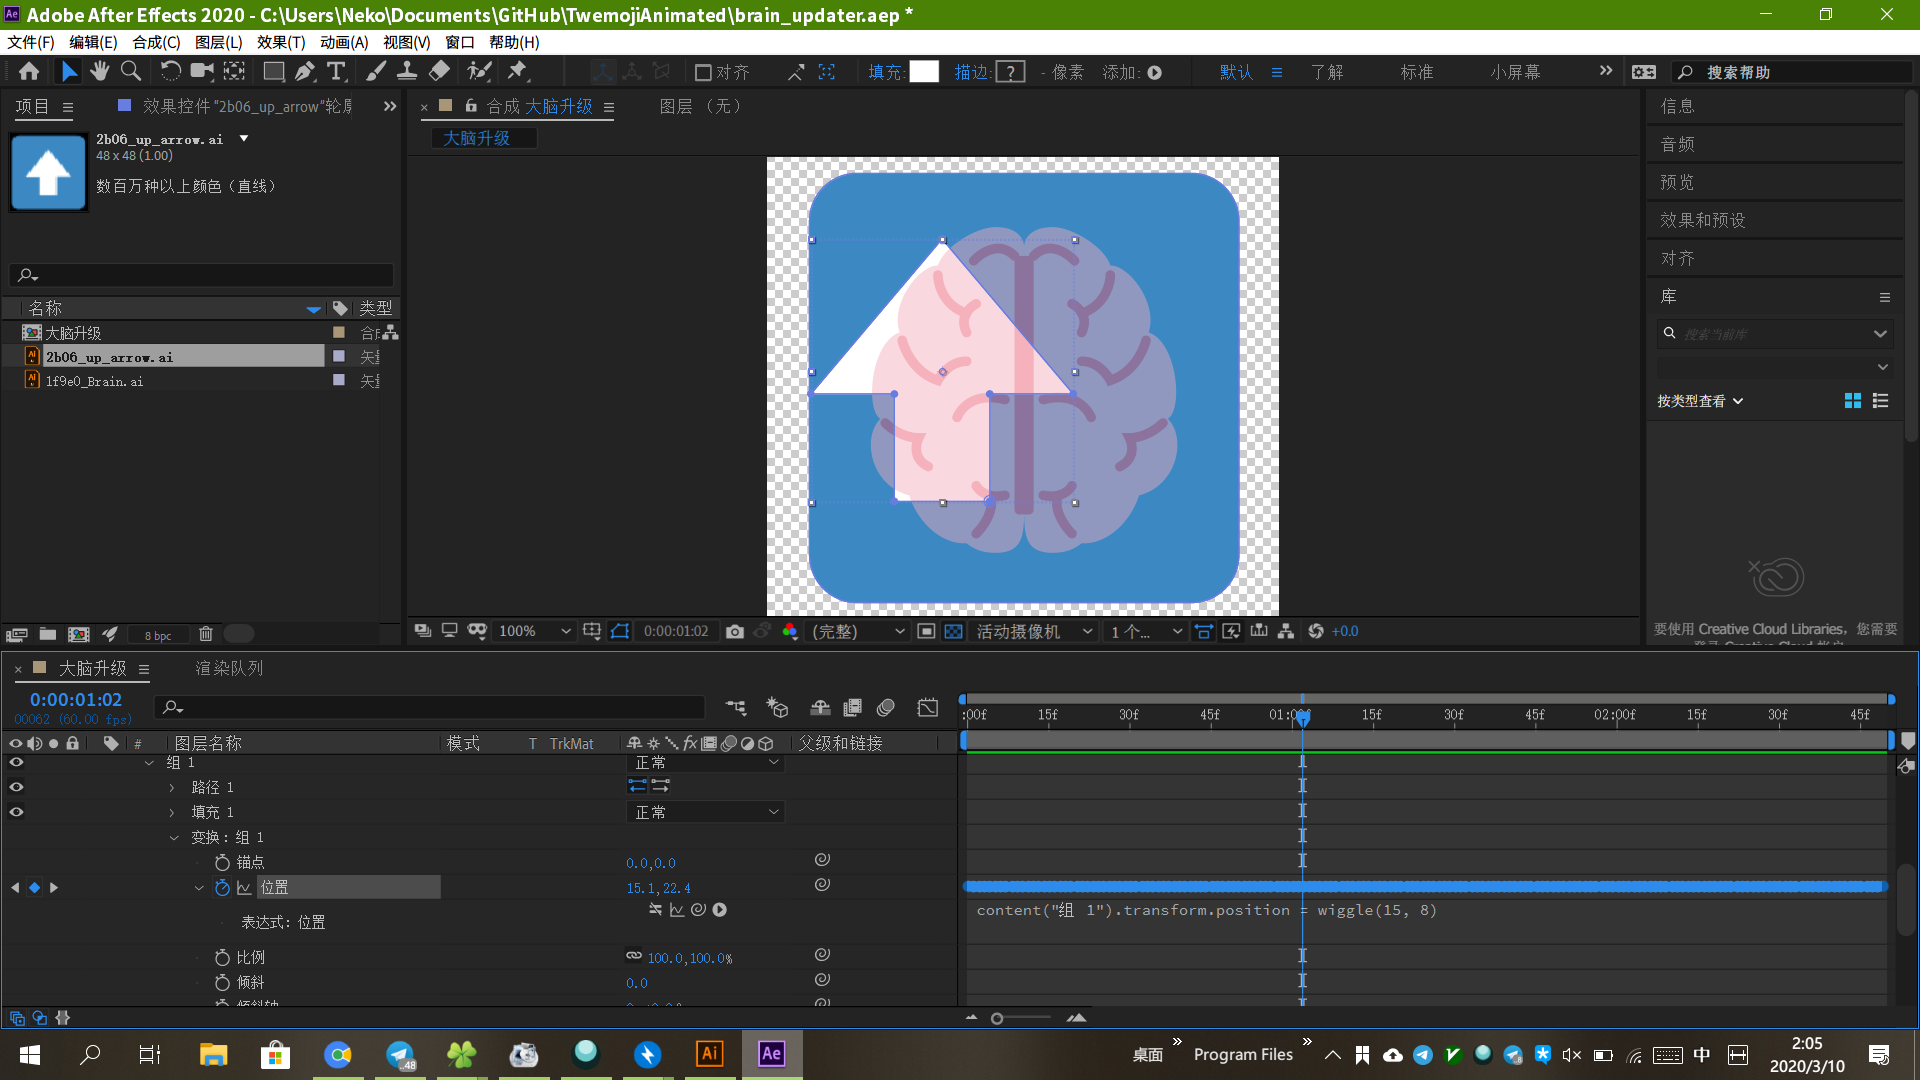 Adobe After Effects 2020 - C:\Users\Neko\Documents\GitHub\TwemojiAnimated\brain_updater.aep *
文件(F) 编辑(E) 合成(C) 图层(L) 效果(T) 动画(A) 视图(V) 窗口 帮助(H)
对齐 填充: 描边: ? - 像素 添加: 默认 了解 标准 小屏幕 搜索帮助
项目 效果控件"2b06_up_arrow"轮廓
合成 大脑升级 图层 (无)
大脑升级
2b06_up_arrow.ai
48 x 48 (1.00)
数百万种以上颜色（直线）
名称 类型
大脑升级 合成
2b06_up_arrow.ai 矢量
1f9e0_Brain.ai 矢量
8 bpc
100% 0:00:01:02 (完整) 活动摄像机 1 个... +0.0
信息
音频
预览
效果和预设
对齐
库
搜索当前库
按类型查看
要使用 Creative Cloud Libraries，您需要
登录 Creative Cloud 帐户
大脑升级 渲染队列
0:00:01:02
00062 (60.00 fps)
:00f 15f 30f 45f 01:00f 15f 30f 45f 02:00f 15f 30f 45f
# 图层名称 模式 T TrkMat 父级和链接
组 1 正常
路径 1
填充 1 正常
变换: 组 1
锚点 0.0,0.0
位置 15.1,22.4
表达式: 位置
content("组 1").transform.position = wiggle(15, 8)
比例 100.0,100.0%
倾斜 0.0
倾斜轴
48
Ai Ae
桌面 Program Files
中
2:05
2020/3/10